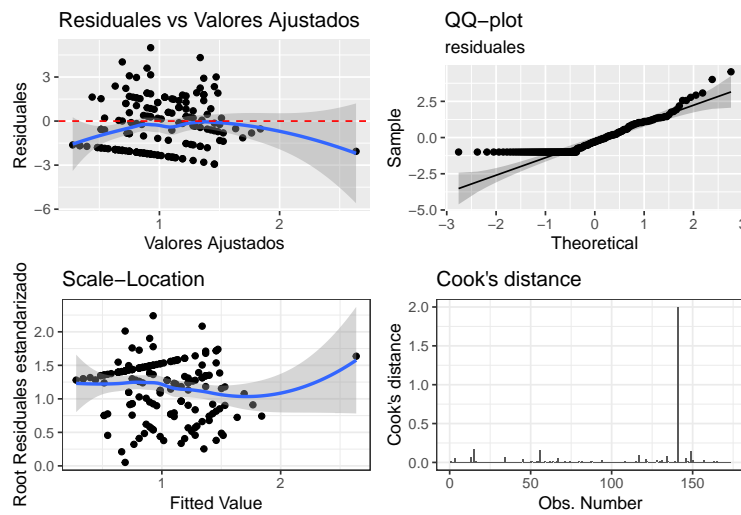 Residuales vs Valores Ajustados
Residuales
3
0
−3
−6
1
2
Valores Ajustados
QQ−plot
residuales
Sample
2.5
0.0
−2.5
−5.0
−3
−2
−1
0
1
2
3
Theoretical
Scale−Location
Root Residuales estandarizado
2.0
1.5
1.0
0.5
0.0
1
2
Fitted Value
Cook's distance
Cook's distance
2.0
1.5
1.0
0.5
0.0
0
50
100
150
Obs. Number